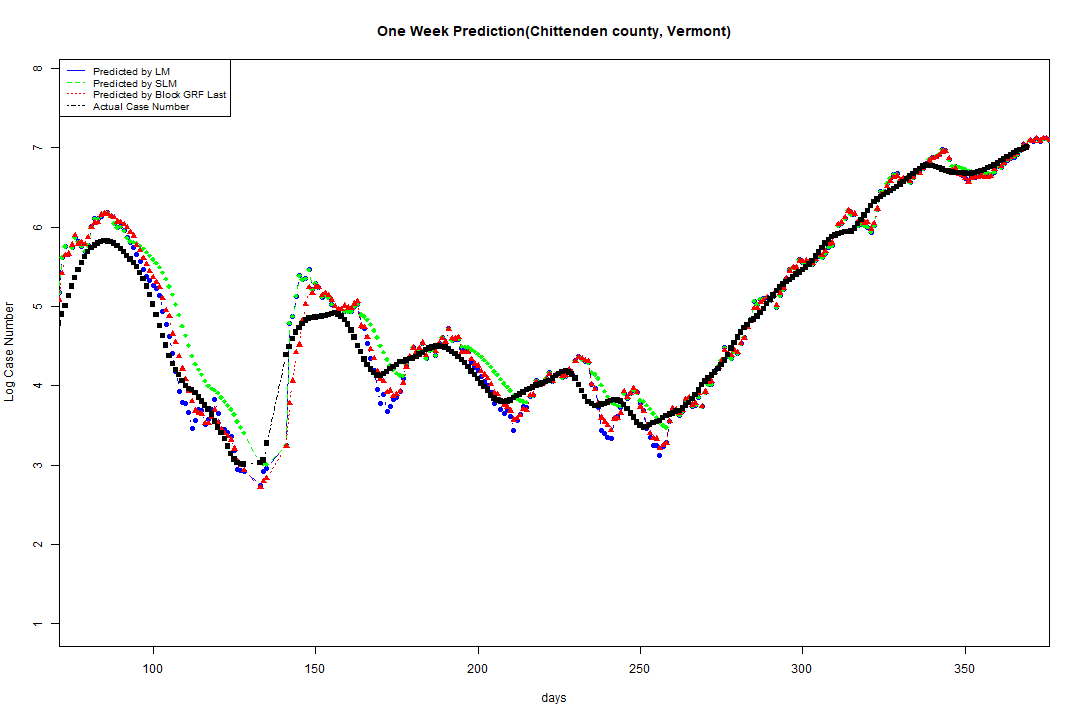 One Week Prediction(Chittenden county, Vermont)
Predicted by LM
Predicted by SLM
Predicted by Block GRF Last
Actual Case Number
8
7
6
5
4
3
2
1
Log Case Number
100 150 200 250 300 350
days